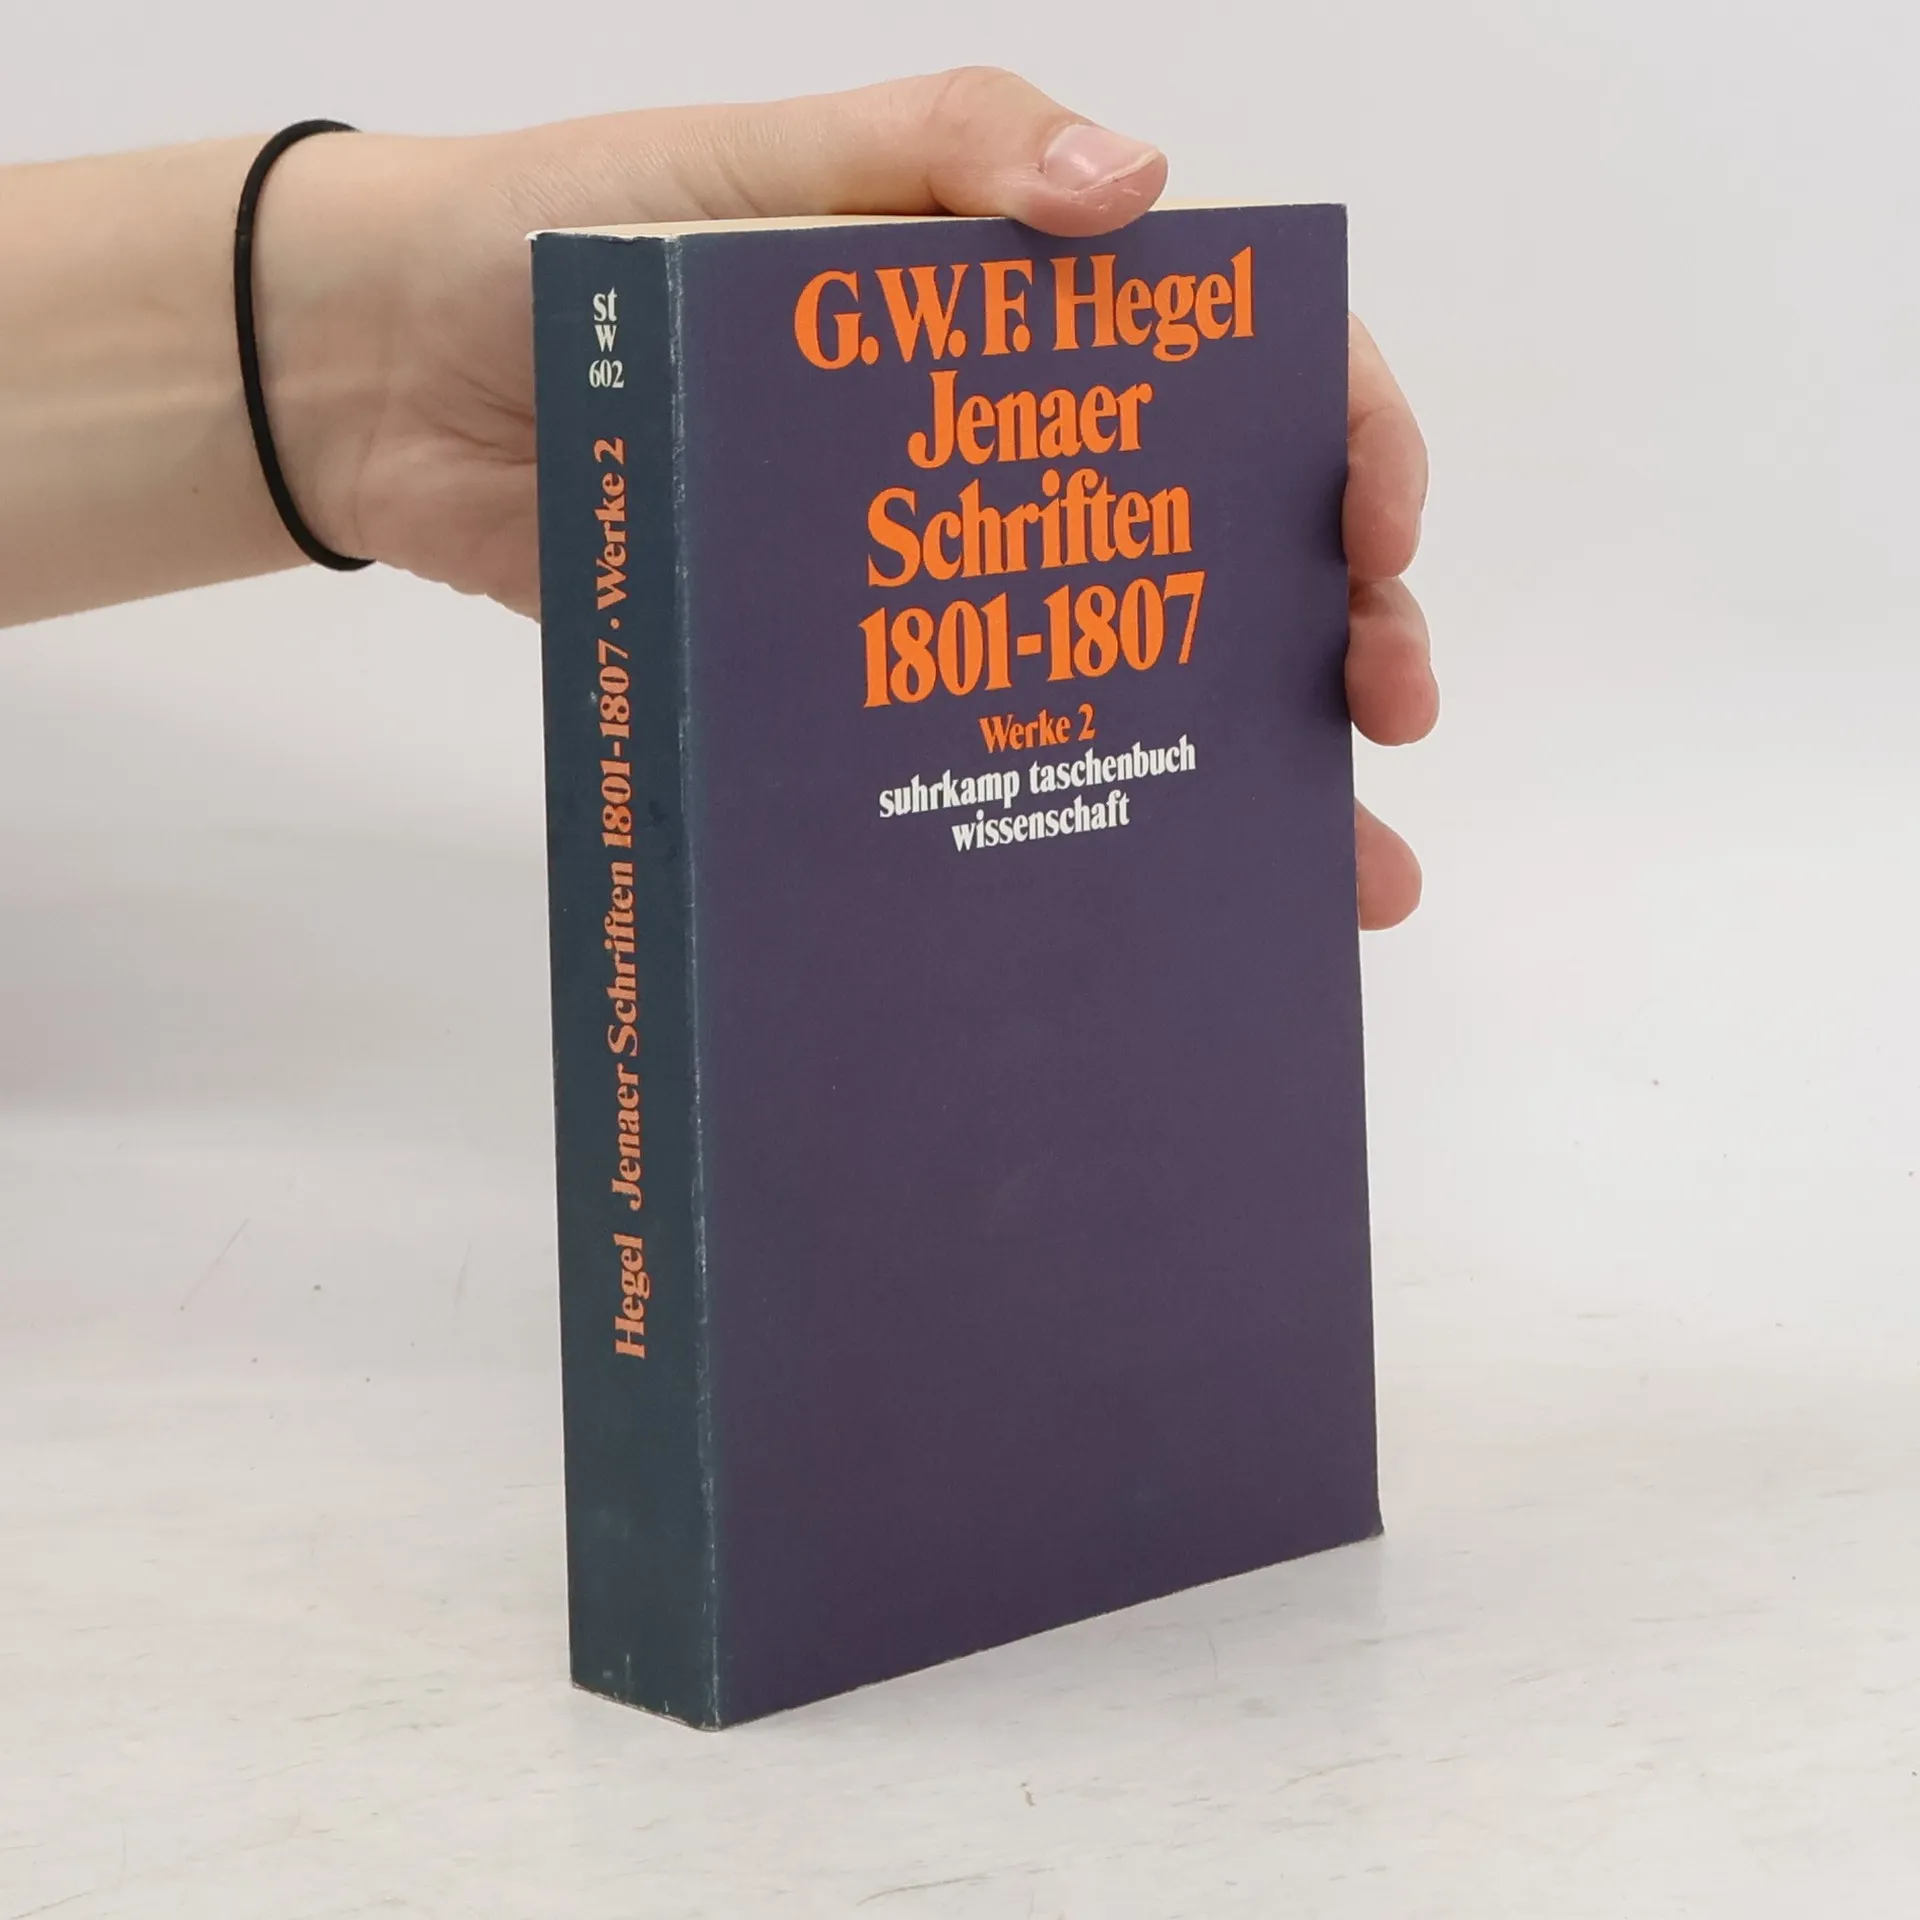 st
w
602
Hegel Jenaer Schriften 1801-1807 · Werke 2
G.W.F. Hegel
Jenaer
Schriften
1801-1807
Werke 2
suhrkamp taschenbuch
wissenschaft